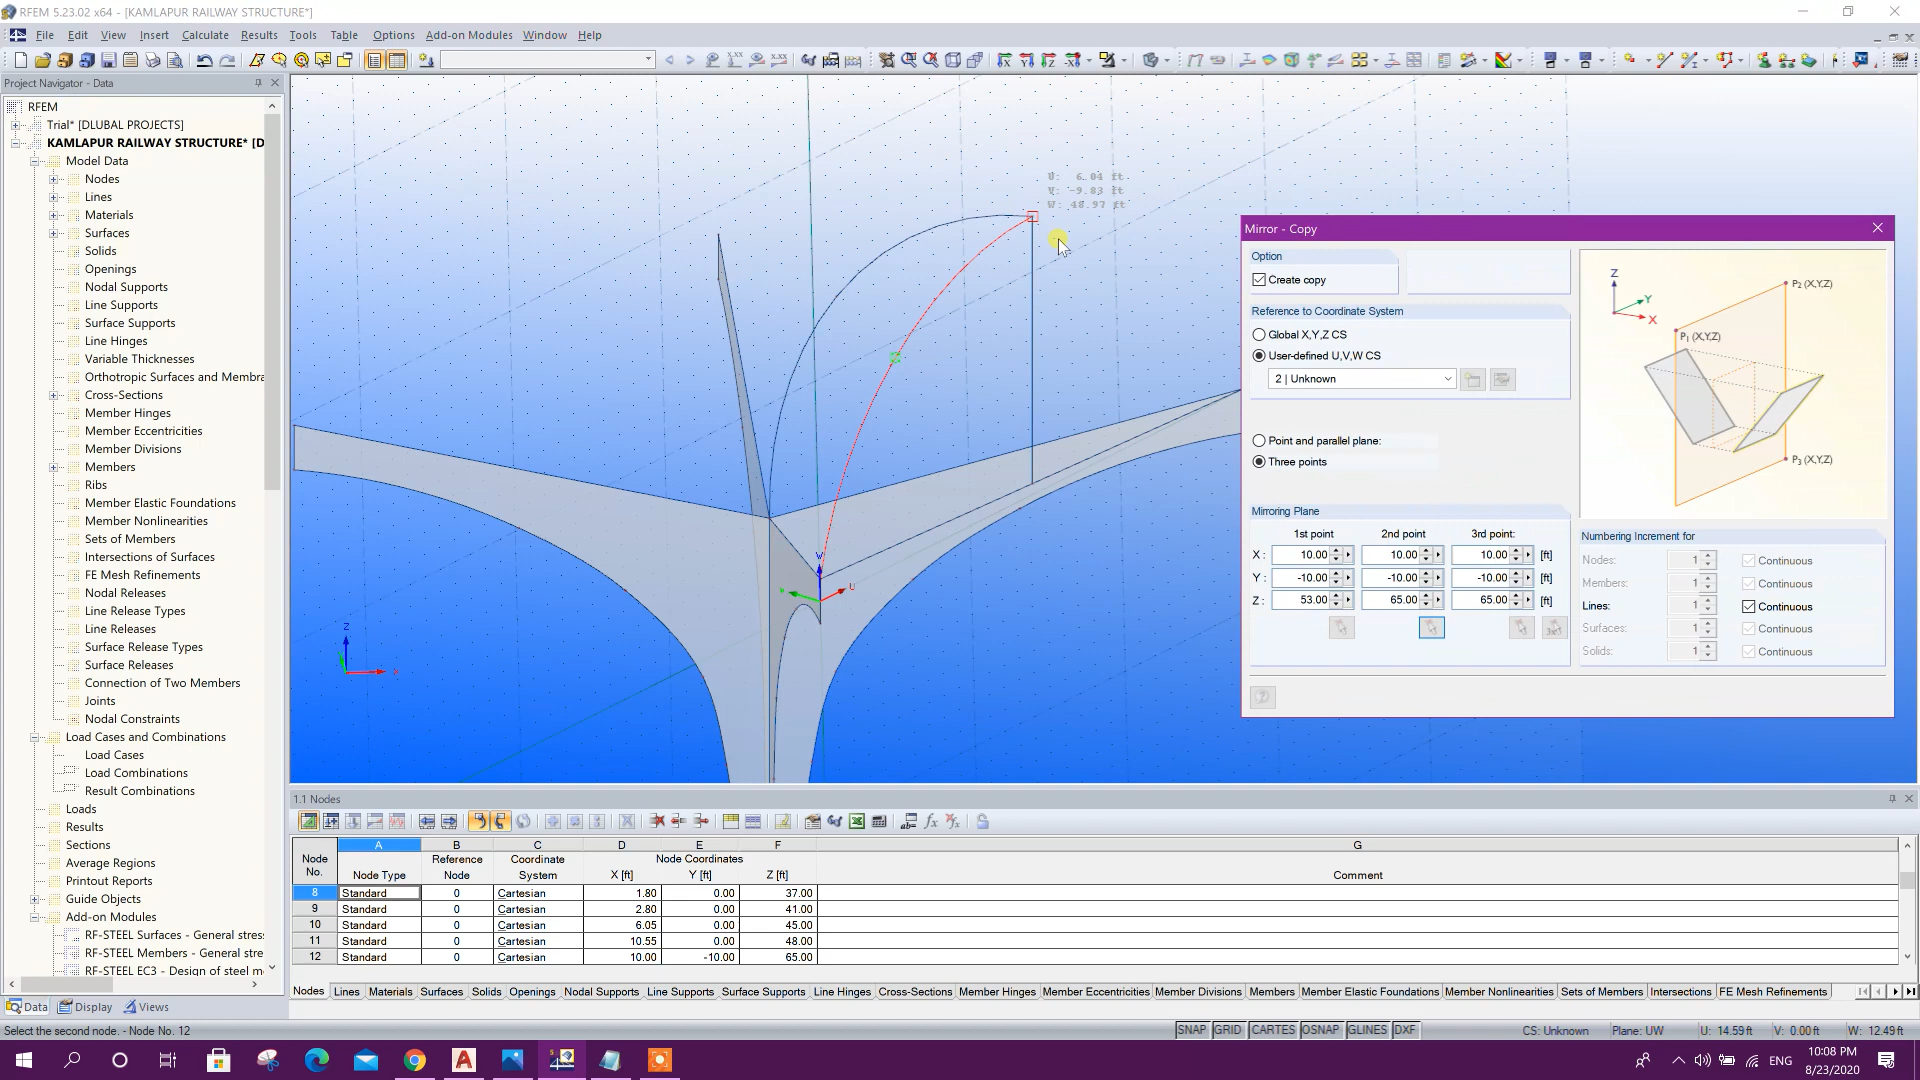 RFEM 5.23.02 x64 - [KAMLAPUR RAILWAY STRUCTURE*]
File Edit View Insert Calculate Results Tools Table Options Add-on Modules Window Help
Project Navigator - Data
RFEM
Trial* [DLUBAL PROJECTS]
KAMLAPUR RAILWAY STRUCTURE* [D
Model Data
Nodes
Lines
Materials
Surfaces
Solids
Openings
Nodal Supports
Line Supports
Surface Supports
Line Hinges
Variable Thicknesses
Orthotropic Surfaces and Membra
Cross-Sections
Member Hinges
Member Eccentricities
Member Divisions
Members
Ribs
Member Elastic Foundations
Member Nonlinearities
Sets of Members
Intersections of Surfaces
FE Mesh Refinements
Nodal Releases
Line Release Types
Line Releases
Surface Release Types
Surface Releases
Connection of Two Members
Joints
Nodal Constraints
Load Cases and Combinations
Load Cases
Load Combinations
Result Combinations
Loads
Results
Sections
Average Regions
Printout Reports
Guide Objects
Add-on Modules
RF-STEEL Surfaces - General stres
RF-STEEL Members - General stre
RF-STEEL EC3 - Design of steel m
Data Display Views
U: 6.04 ft
V: -9.83 ft
W: 48.97 ft
W
U
Z
X
Mirror - Copy
Option
Create copy
Reference to Coordinate System
Global X,Y,Z CS
User-defined U,V,W CS
2 | Unknown
Point and parallel plane:
Three points
Mirroring Plane
1st point 2nd point 3rd point:
X : 10.00 10.00 10.00 [ft]
Y : -10.00 -10.00 -10.00 [ft]
Z : 53.00 65.00 65.00 [ft]
Z
Y
X
P2 (X,Y,Z)
P1 (X,Y,Z)
P3 (X,Y,Z)
Numbering Increment for
Nodes: 1 Continuous
Members: 1 Continuous
Lines: 1 Continuous
Surfaces: 1 Continuous
Solids: 1 Continuous
1.1 Nodes
A B C D E F G
Node Reference Coordinate Node Coordinates
No. Node Type Node System X [ft] Y [ft] Z [ft] Comment
8 Standard 0 Cartesian 1.80 0.00 37.00
9 Standard 0 Cartesian 2.80 0.00 41.00
10 Standard 0 Cartesian 6.05 0.00 45.00
11 Standard 0 Cartesian 10.55 0.00 48.00
12 Standard 0 Cartesian 10.00 -10.00 65.00
Nodes Lines Materials Surfaces Solids Openings Nodal Supports Line Supports Surface Supports Line Hinges Cross-Sections Member Hinges Member Eccentricities Member Divisions Members Member Elastic Foundations Member Nonlinearities Sets of Members Intersections FE Mesh Refinements
Select the second node. - Node No. 12
SNAP GRID CARTES OSNAP GLINES DXF CS: Unknown Plane: UW U: 14.59 ft V: 0.00 ft W: 12.49 ft
ENG
10:08 PM
8/23/2020